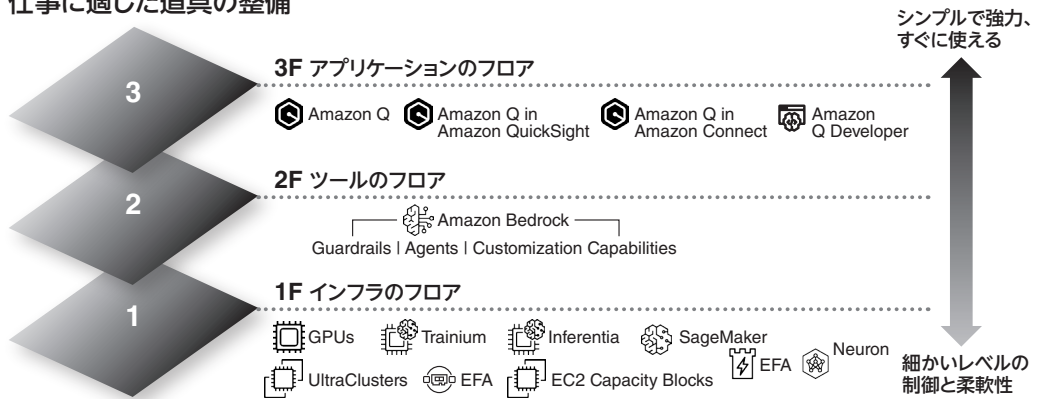 仕事に適した道具の整備
シンプルで強力、
すぐに使える
3
3F アプリケーションのフロア
Amazon Q
Amazon Q in
Amazon QuickSight
Amazon Q in
Amazon Connect
Amazon
Q Developer
2
2F ツールのフロア
Amazon Bedrock
Guardrails | Agents | Customization Capabilities
1
1F インフラのフロア
GPUs
Trainium
Inferentia
SageMaker
UltraClusters
EFA
EC2 Capacity Blocks
EFA
Neuron
細かいレベルの
制御と柔軟性